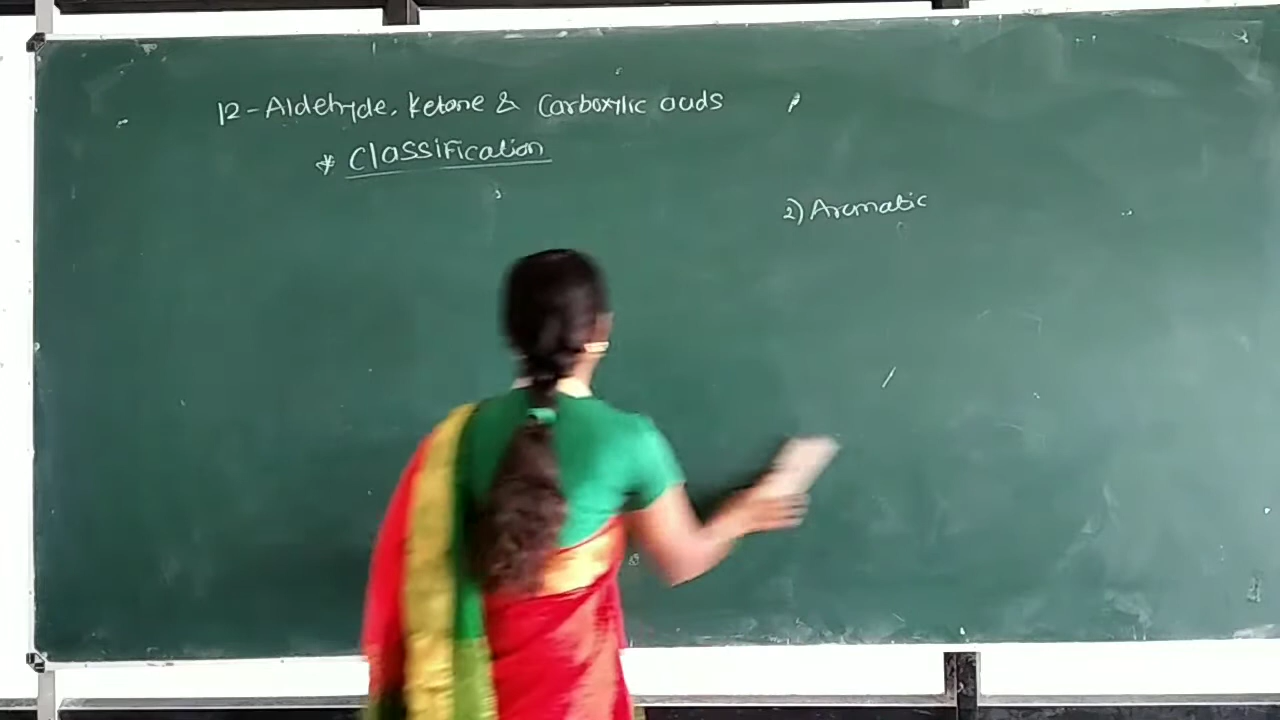 12-Aldehyde, Ketone & Carboxylic acids
* Classification
2) Aromatic